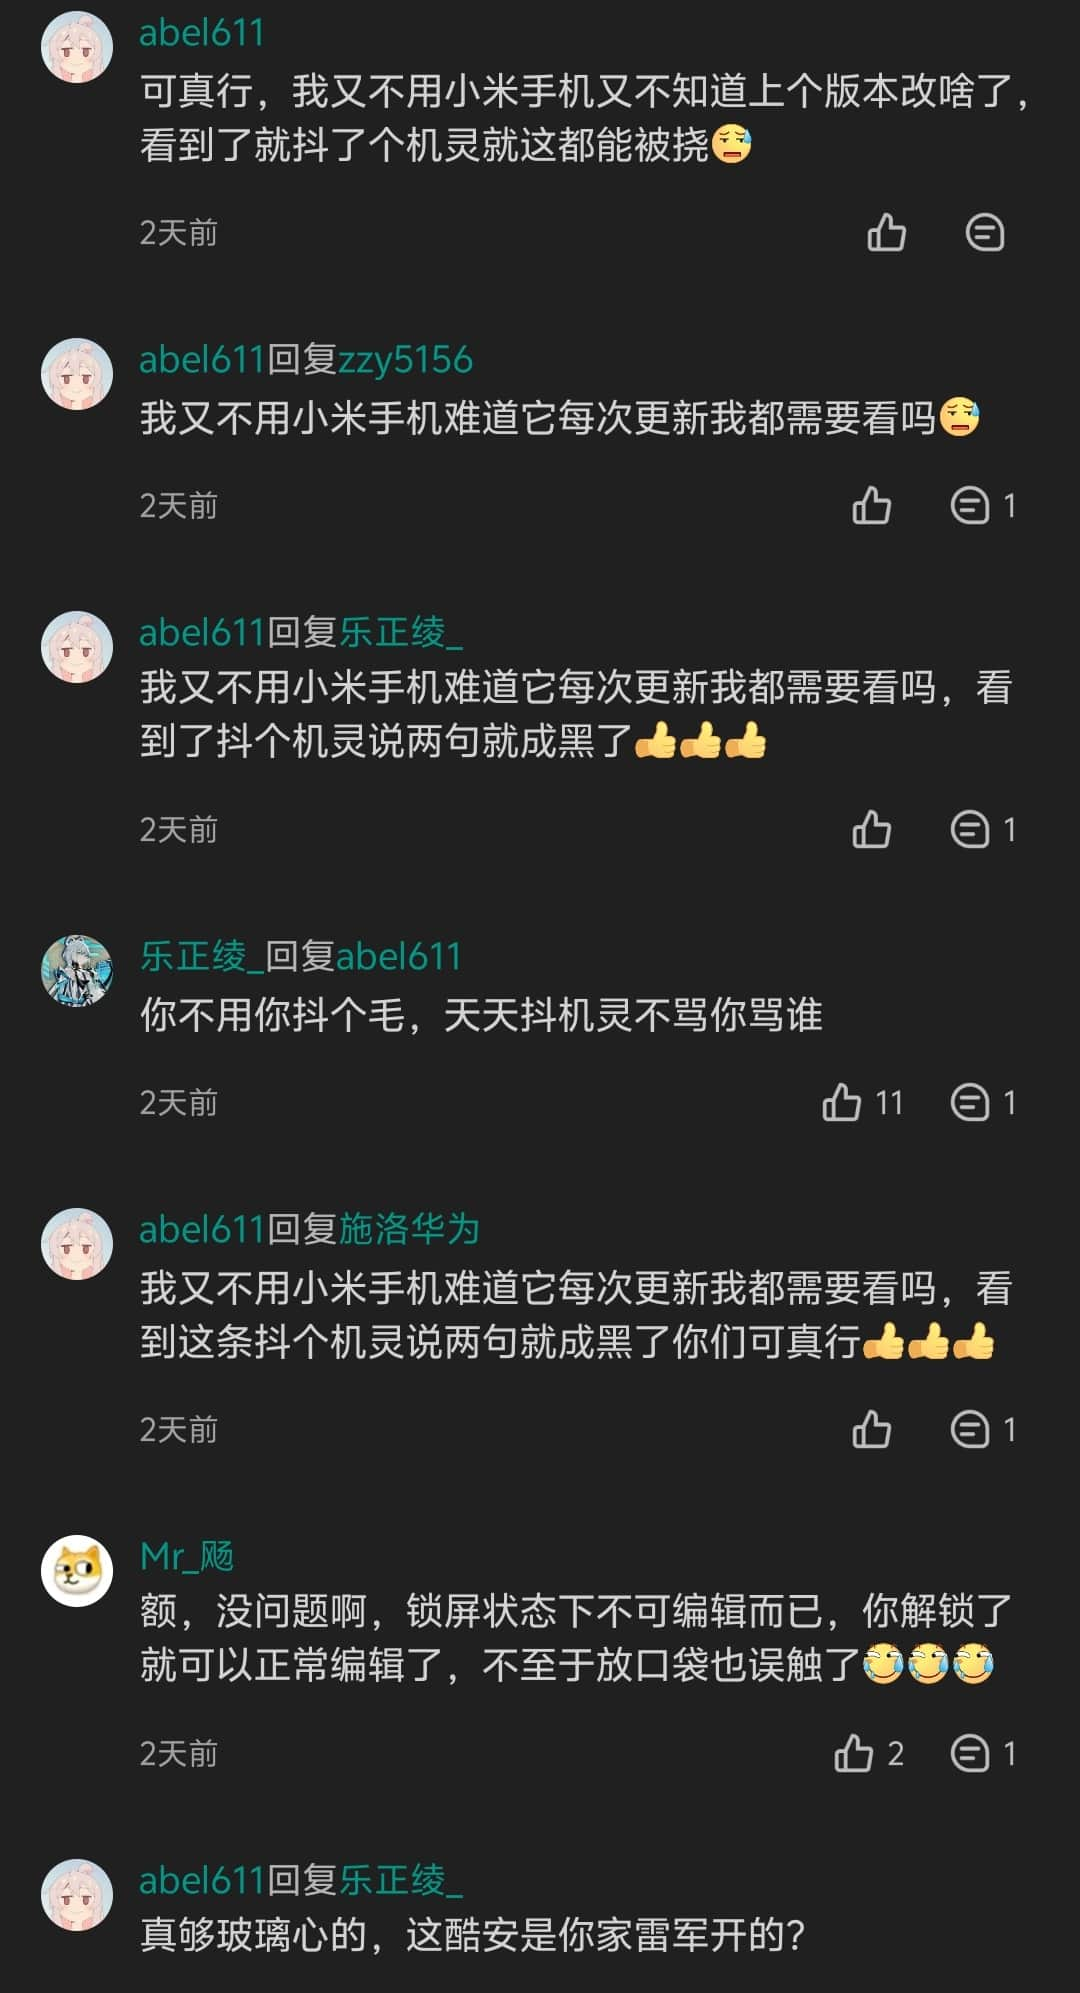 abel611
可真行，我又不用小米手机又不知道上个版本改啥了，
看到了就抖了个机灵就这都能被挠
2天前
abel611回复zzy5156
我又不用小米手机难道它每次更新我都需要看吗
2天前
1
abel611回复乐正绫_
我又不用小米手机难道它每次更新我都需要看吗，看
到了抖个机灵说两句就成黑了
2天前
1
乐正绫_回复abel611
你不用你抖个毛，天天抖机灵不骂你骂谁
2天前
11
1
abel611回复施洛华为
我又不用小米手机难道它每次更新我都需要看吗，看
到这条抖个机灵说两句就成黑了你们可真行
2天前
1
Mr_飏
额，没问题啊，锁屏状态下不可编辑而已，你解锁了
就可以正常编辑了，不至于放口袋也误触了
2天前
2
1
abel611回复乐正绫_
真够玻璃心的，这酷安是你家雷军开的？